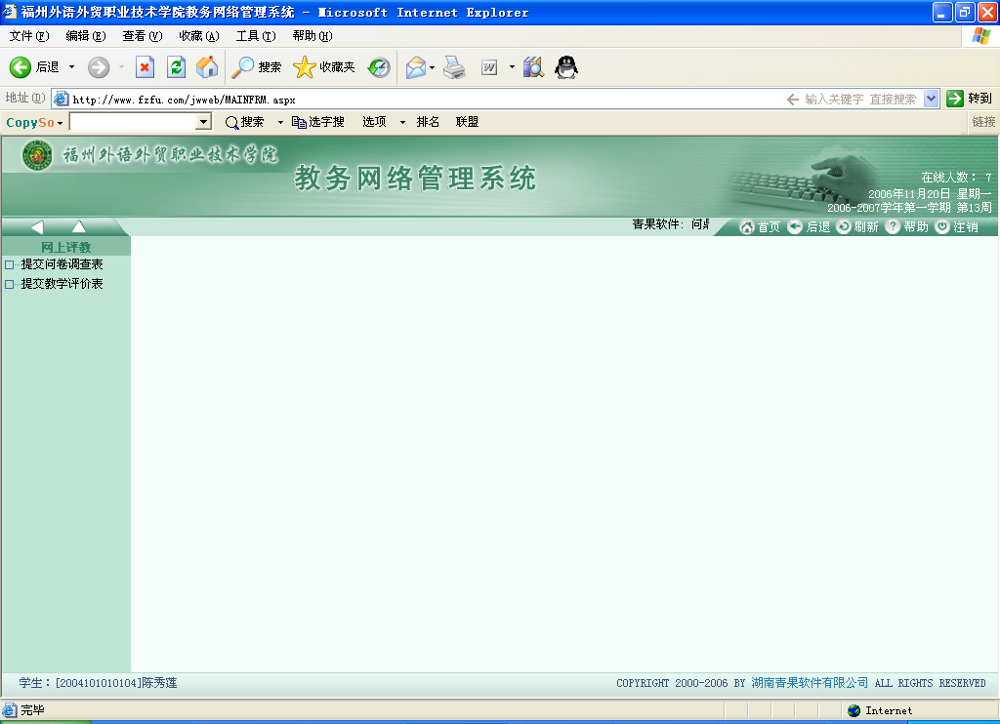 福州外语外贸职业技术学院教务网络管理系统 - Microsoft Internet Explorer
文件(F) 编辑(E) 查看(V) 收藏(A) 工具(T) 帮助(H)
后退 搜索 收藏夹
地址(D) http://www.fzfu.com/jwweb/MAINFRM.aspx 输入关键字 直接搜索 转到
CopySo 搜索 选字搜 选项 排名 联盟 链接
福州外语外贸职业技术学院
教务网络管理系统
在线人数: 7
2006年11月20日 星期一
2006-2007学年第一学期 第13周
青果软件: 问卓 首页 后退 刷新 帮助 注销
网上评教
提交问卷调查表
提交教学评价表
学生:[2004101010104]陈秀莲 COPYRIGHT 2000-2006 BY 湖南青果软件有限公司 ALL RIGHTS RESERVED
完毕 Internet